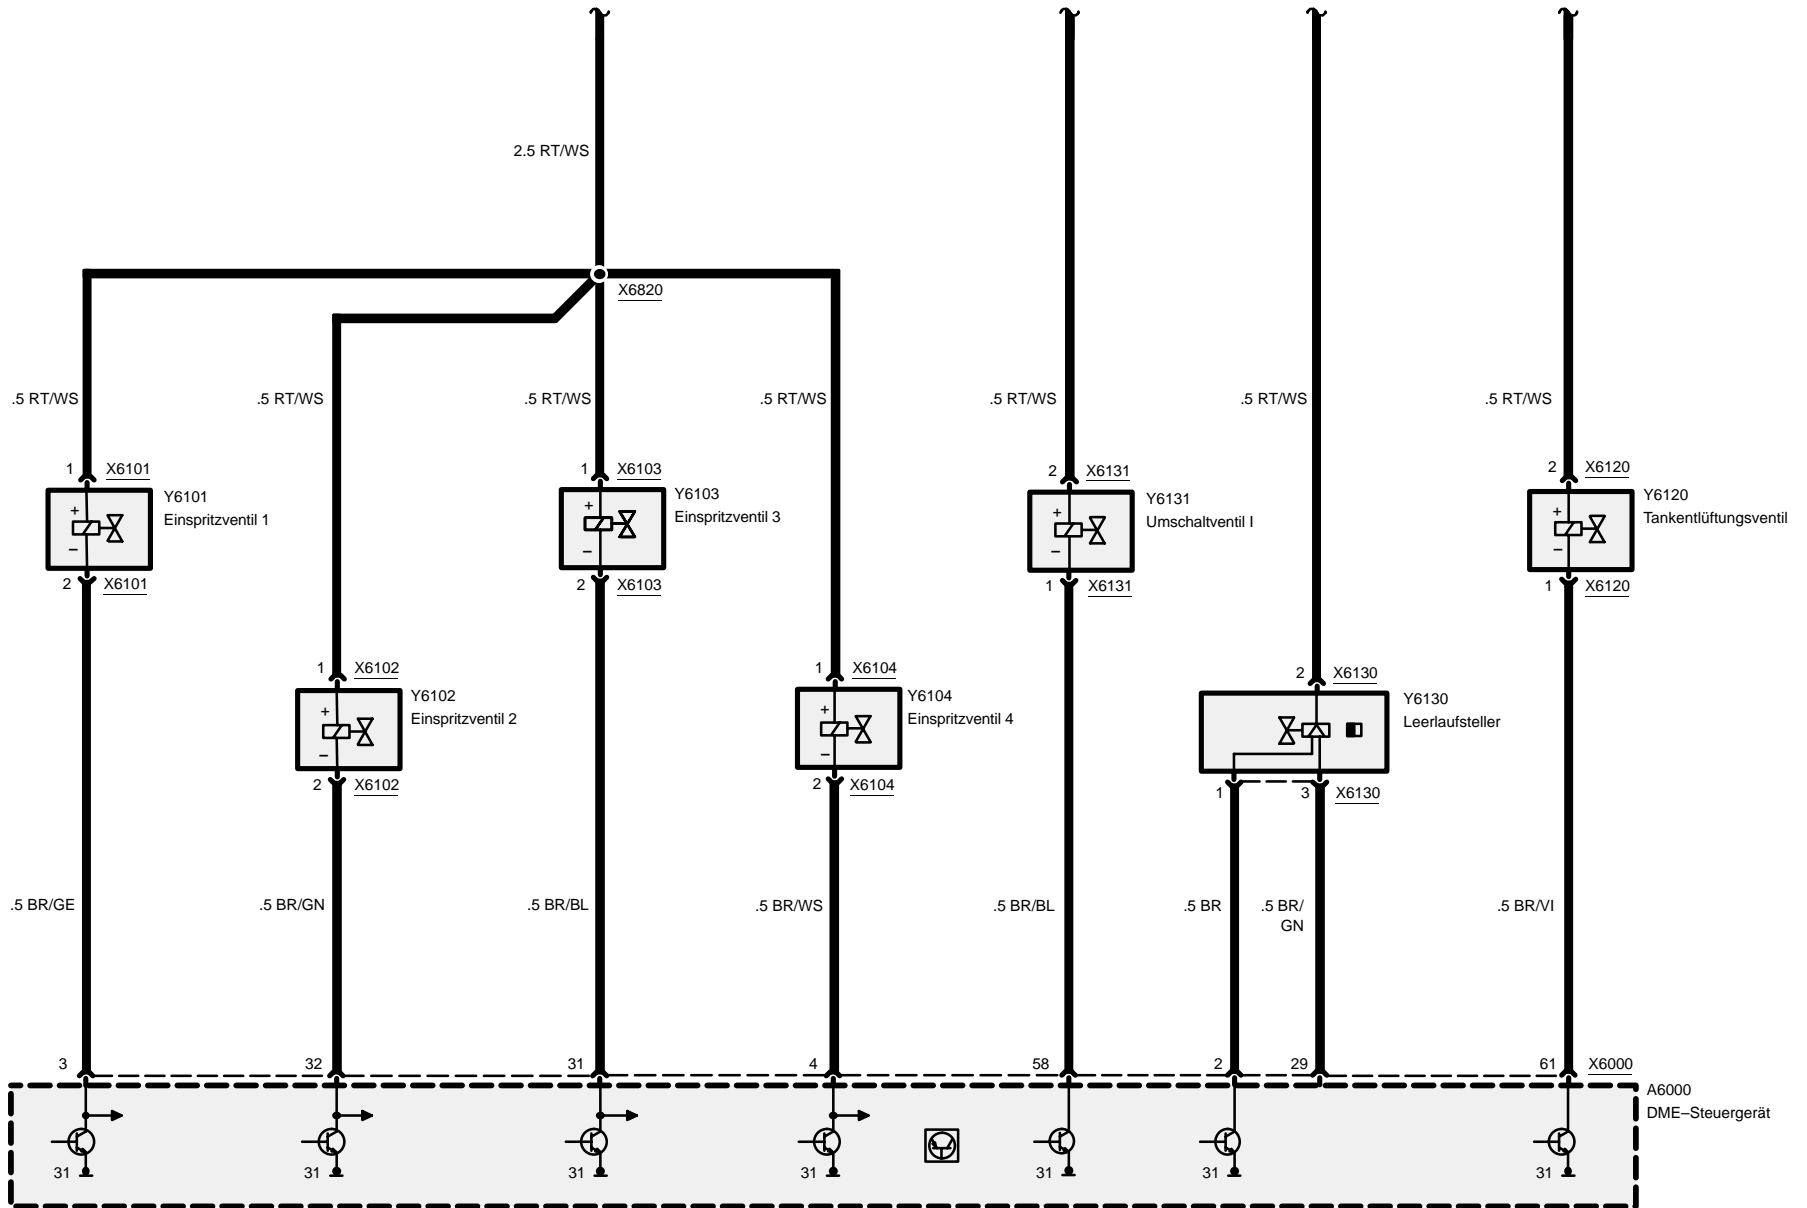 2.5 RT/WS
X6820
.5 RT/WS
.5 RT/WS
.5 RT/WS
.5 RT/WS
.5 RT/WS
.5 RT/WS
.5 RT/WS
1 X6101
1 X6103
2 X6131
2 X6120
Y6101
Einspritzventil 1
Y6103
Einspritzventil 3
Y6131
Umschaltventil I
Y6120
Tankentlüftungsventil
+
−
+
−
+
−
+
−
2 X6101
2 X6103
1 X6131
1 X6120
1 X6102
1 X6104
2 X6130
Y6102
Einspritzventil 2
Y6104
Einspritzventil 4
Y6130
Leerlaufsteller
+
−
+
−
2 X6102
2 X6104
1
3 X6130
.5 BR/GE
.5 BR/GN
.5 BR/BL
.5 BR/WS
.5 BR/BL
.5 BR
.5 BR/
GN
.5 BR/VI
3
32
31
4
58
2
29
61 X6000
A6000
DME–Steuergerät
31
31
31
31
31
31
31